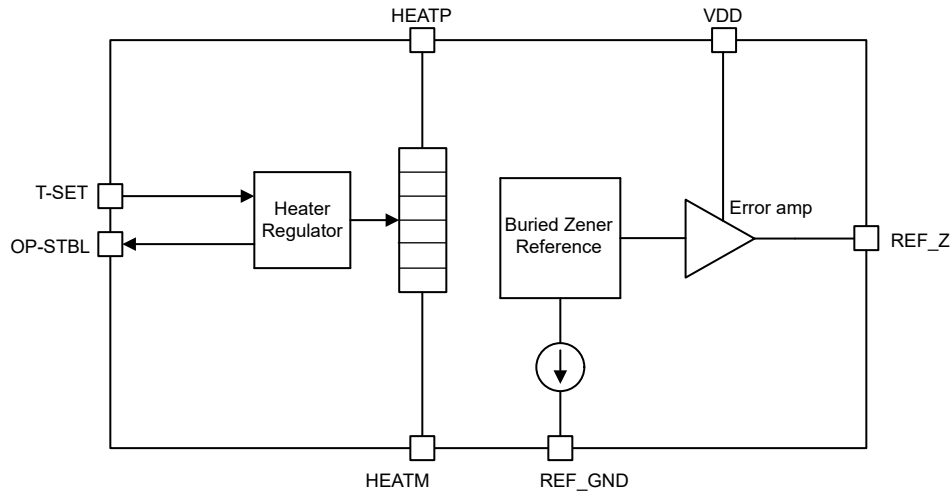 HEATP
VDD
T-SET
OP-STBL
Heater
Regulator
Buried Zener
Reference
Error amp
REF_Z
HEATM
REF_GND